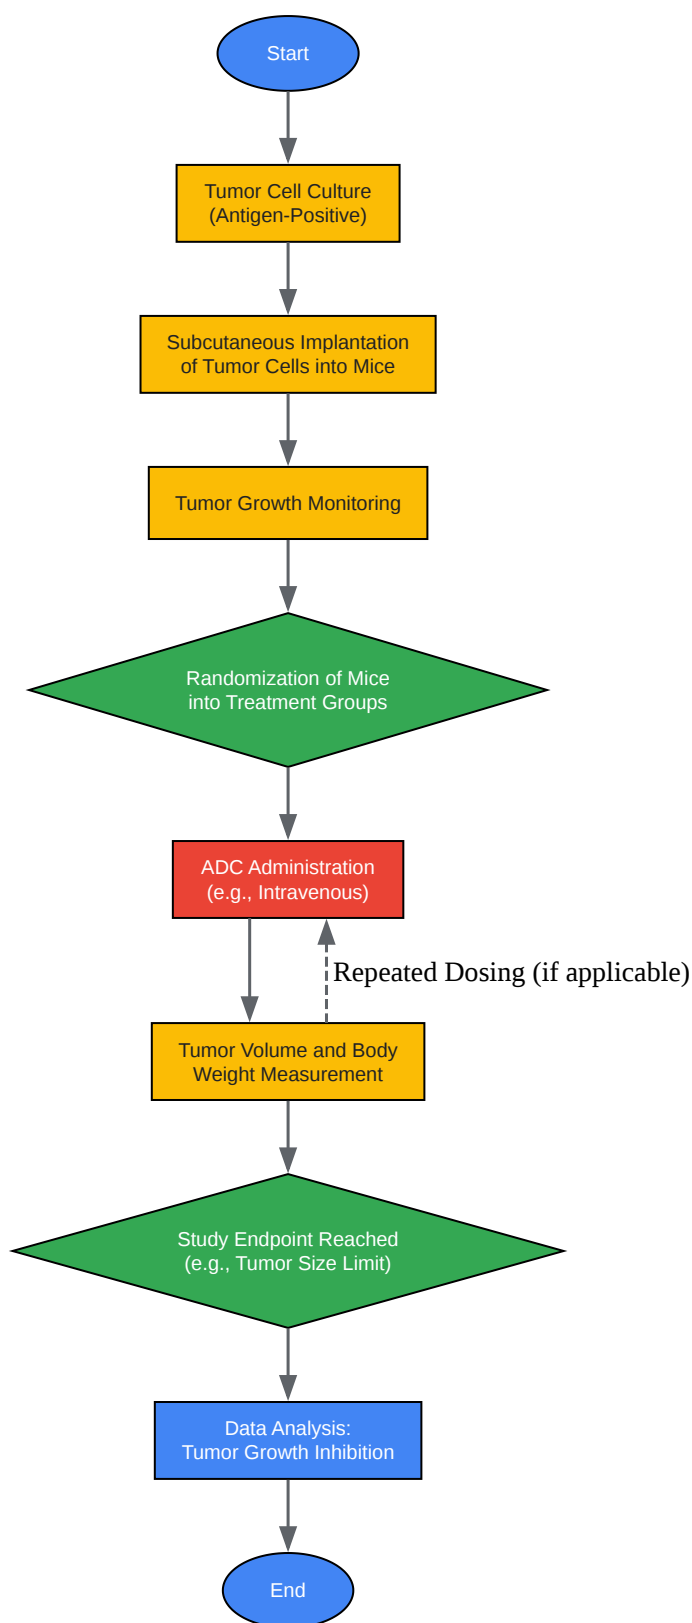 Start
Tumor Cell Culture
(Antigen-Positive)
Subcutaneous Implantation
of Tumor Cells into Mice
Tumor Growth Monitoring
Randomization of Mice
into Treatment Groups
ADC Administration
(e.g., Intravenous)
Repeated Dosing (if applicable)
Tumor Volume and Body
Weight Measurement
Study Endpoint Reached
(e.g., Tumor Size Limit)
Data Analysis:
Tumor Growth Inhibition
End